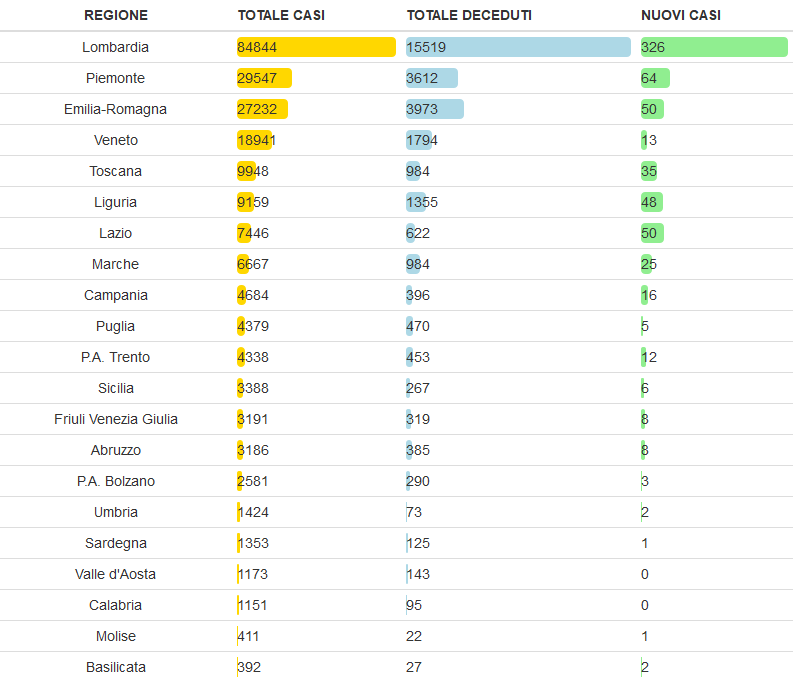 REGIONE TOTALE CASI TOTALE DECEDUTI NUOVI CASI
Lombardia 84844 15519 326
Piemonte 29547 3612 64
Emilia-Romagna 27232 3973 50
Veneto 18941 1794 13
Toscana 9948 984 35
Liguria 9159 1355 48
Lazio 7446 622 50
Marche 6667 984 25
Campania 4684 396 16
Puglia 4379 470 5
P.A. Trento 4338 453 12
Sicilia 3388 267 6
Friuli Venezia Giulia 3191 319 8
Abruzzo 3186 385 8
P.A. Bolzano 2581 290 3
Umbria 1424 73 2
Sardegna 1353 125 1
Valle d'Aosta 1173 143 0
Calabria 1151 95 0
Molise 411 22 1
Basilicata 392 27 2